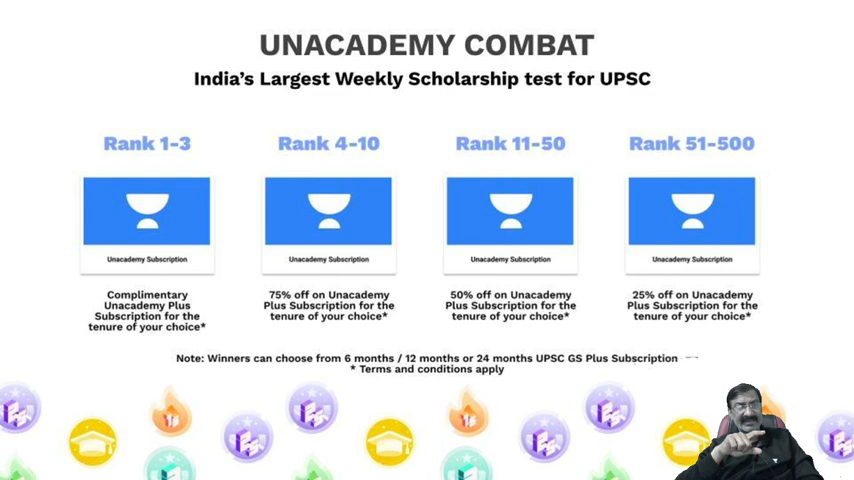 UNACADEMY COMBAT
India's Largest Weekly Scholarship test for UPSC
Rank 1-3
Rank 4-10
Rank 11-50
Rank 51-500
Unacademy Subscription
Unacademy Subscription
Unacademy Subscription
Unacademy Subscription
Complimentary
Unacademy Plus
Subscription for the
tenure of your choice*
75% off on Unacademy
Plus Subscription for the
tenure of your choice*
50% off on Unacademy
Plus Subscription for the
tenure of your choice*
25% off on Unacademy
Plus Subscription for the
tenure of your choice*
Note: Winners can choose from 6 months / 12 months or 24 months UPSC GS Plus Subscription
* Terms and conditions apply